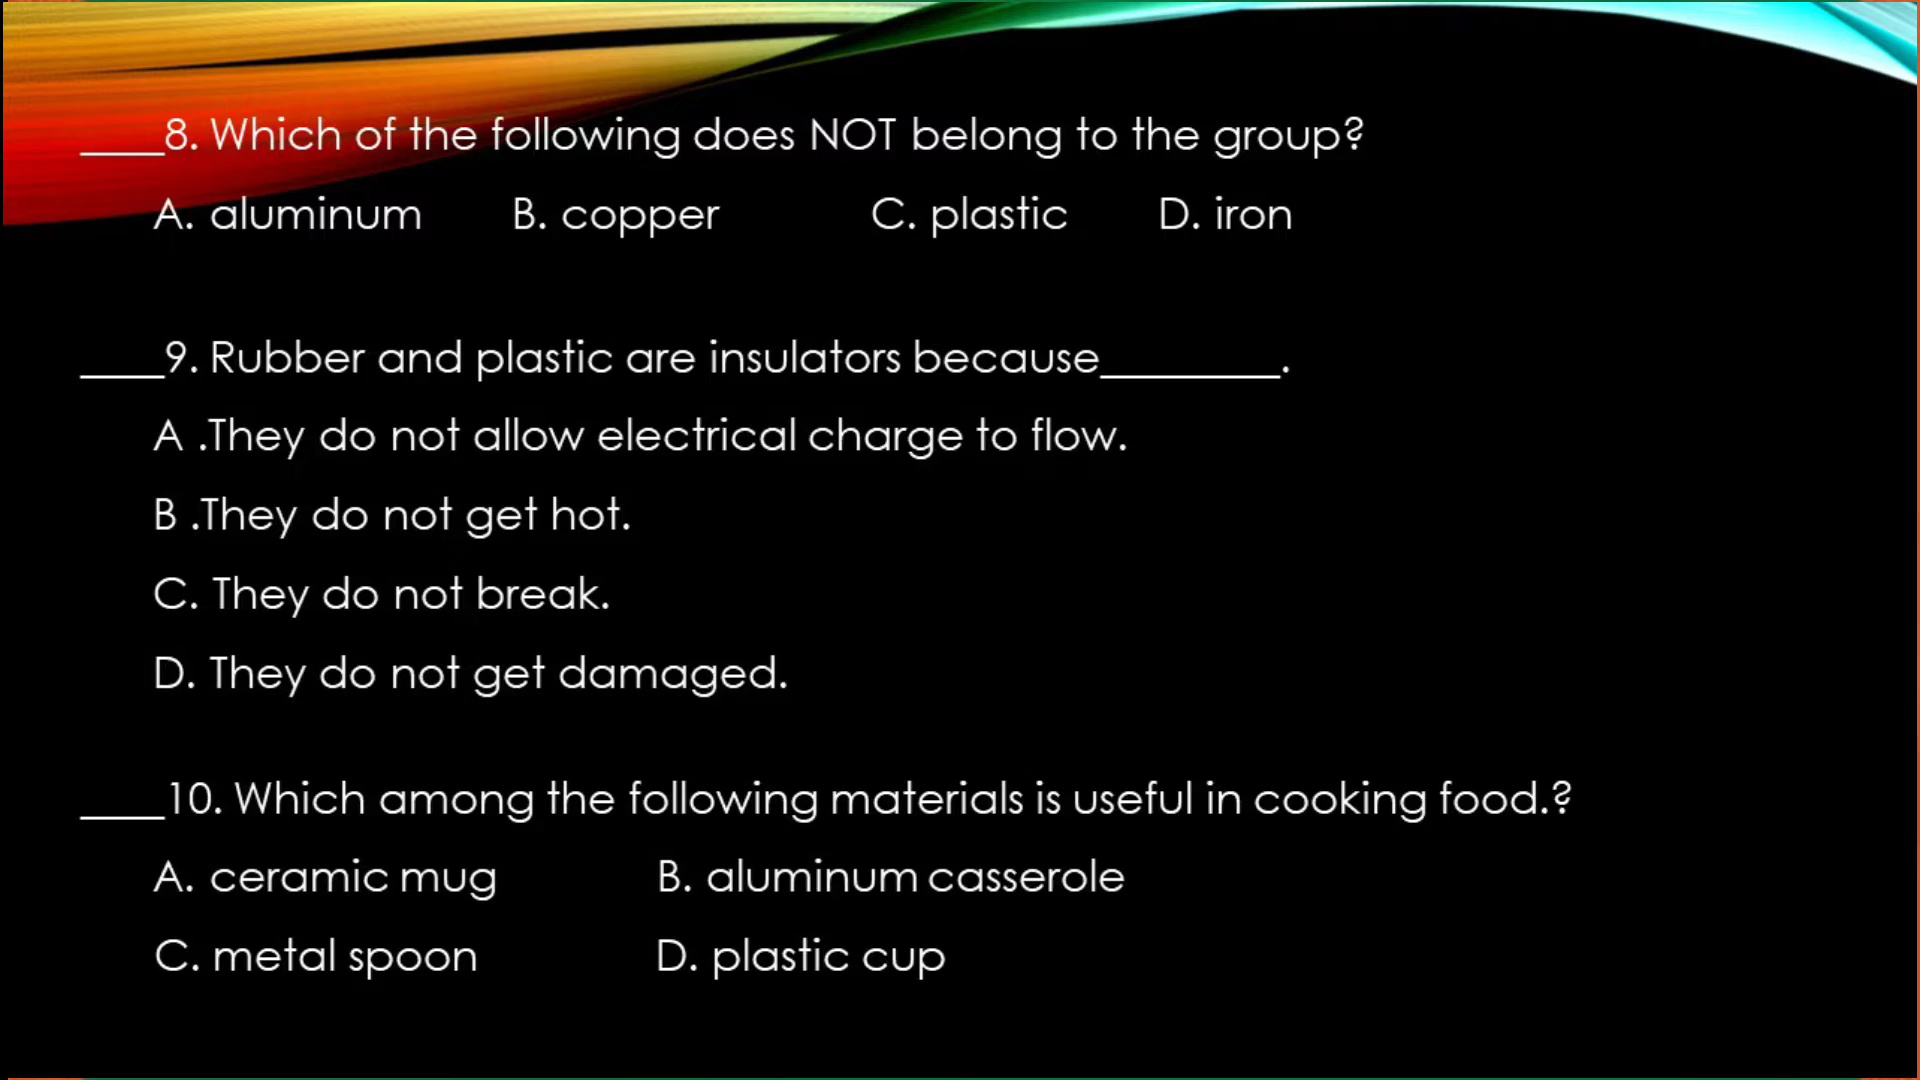 ____8. Which of the following does NOT belong to the group?
A. aluminum B. copper C. plastic D. iron
____9. Rubber and plastic are insulators because________.
A .They do not allow electrical charge to flow.
B .They do not get hot.
C. They do not break.
D. They do not get damaged.
____10. Which among the following materials is useful in cooking food.?
A. ceramic mug B. aluminum casserole
C. metal spoon D. plastic cup